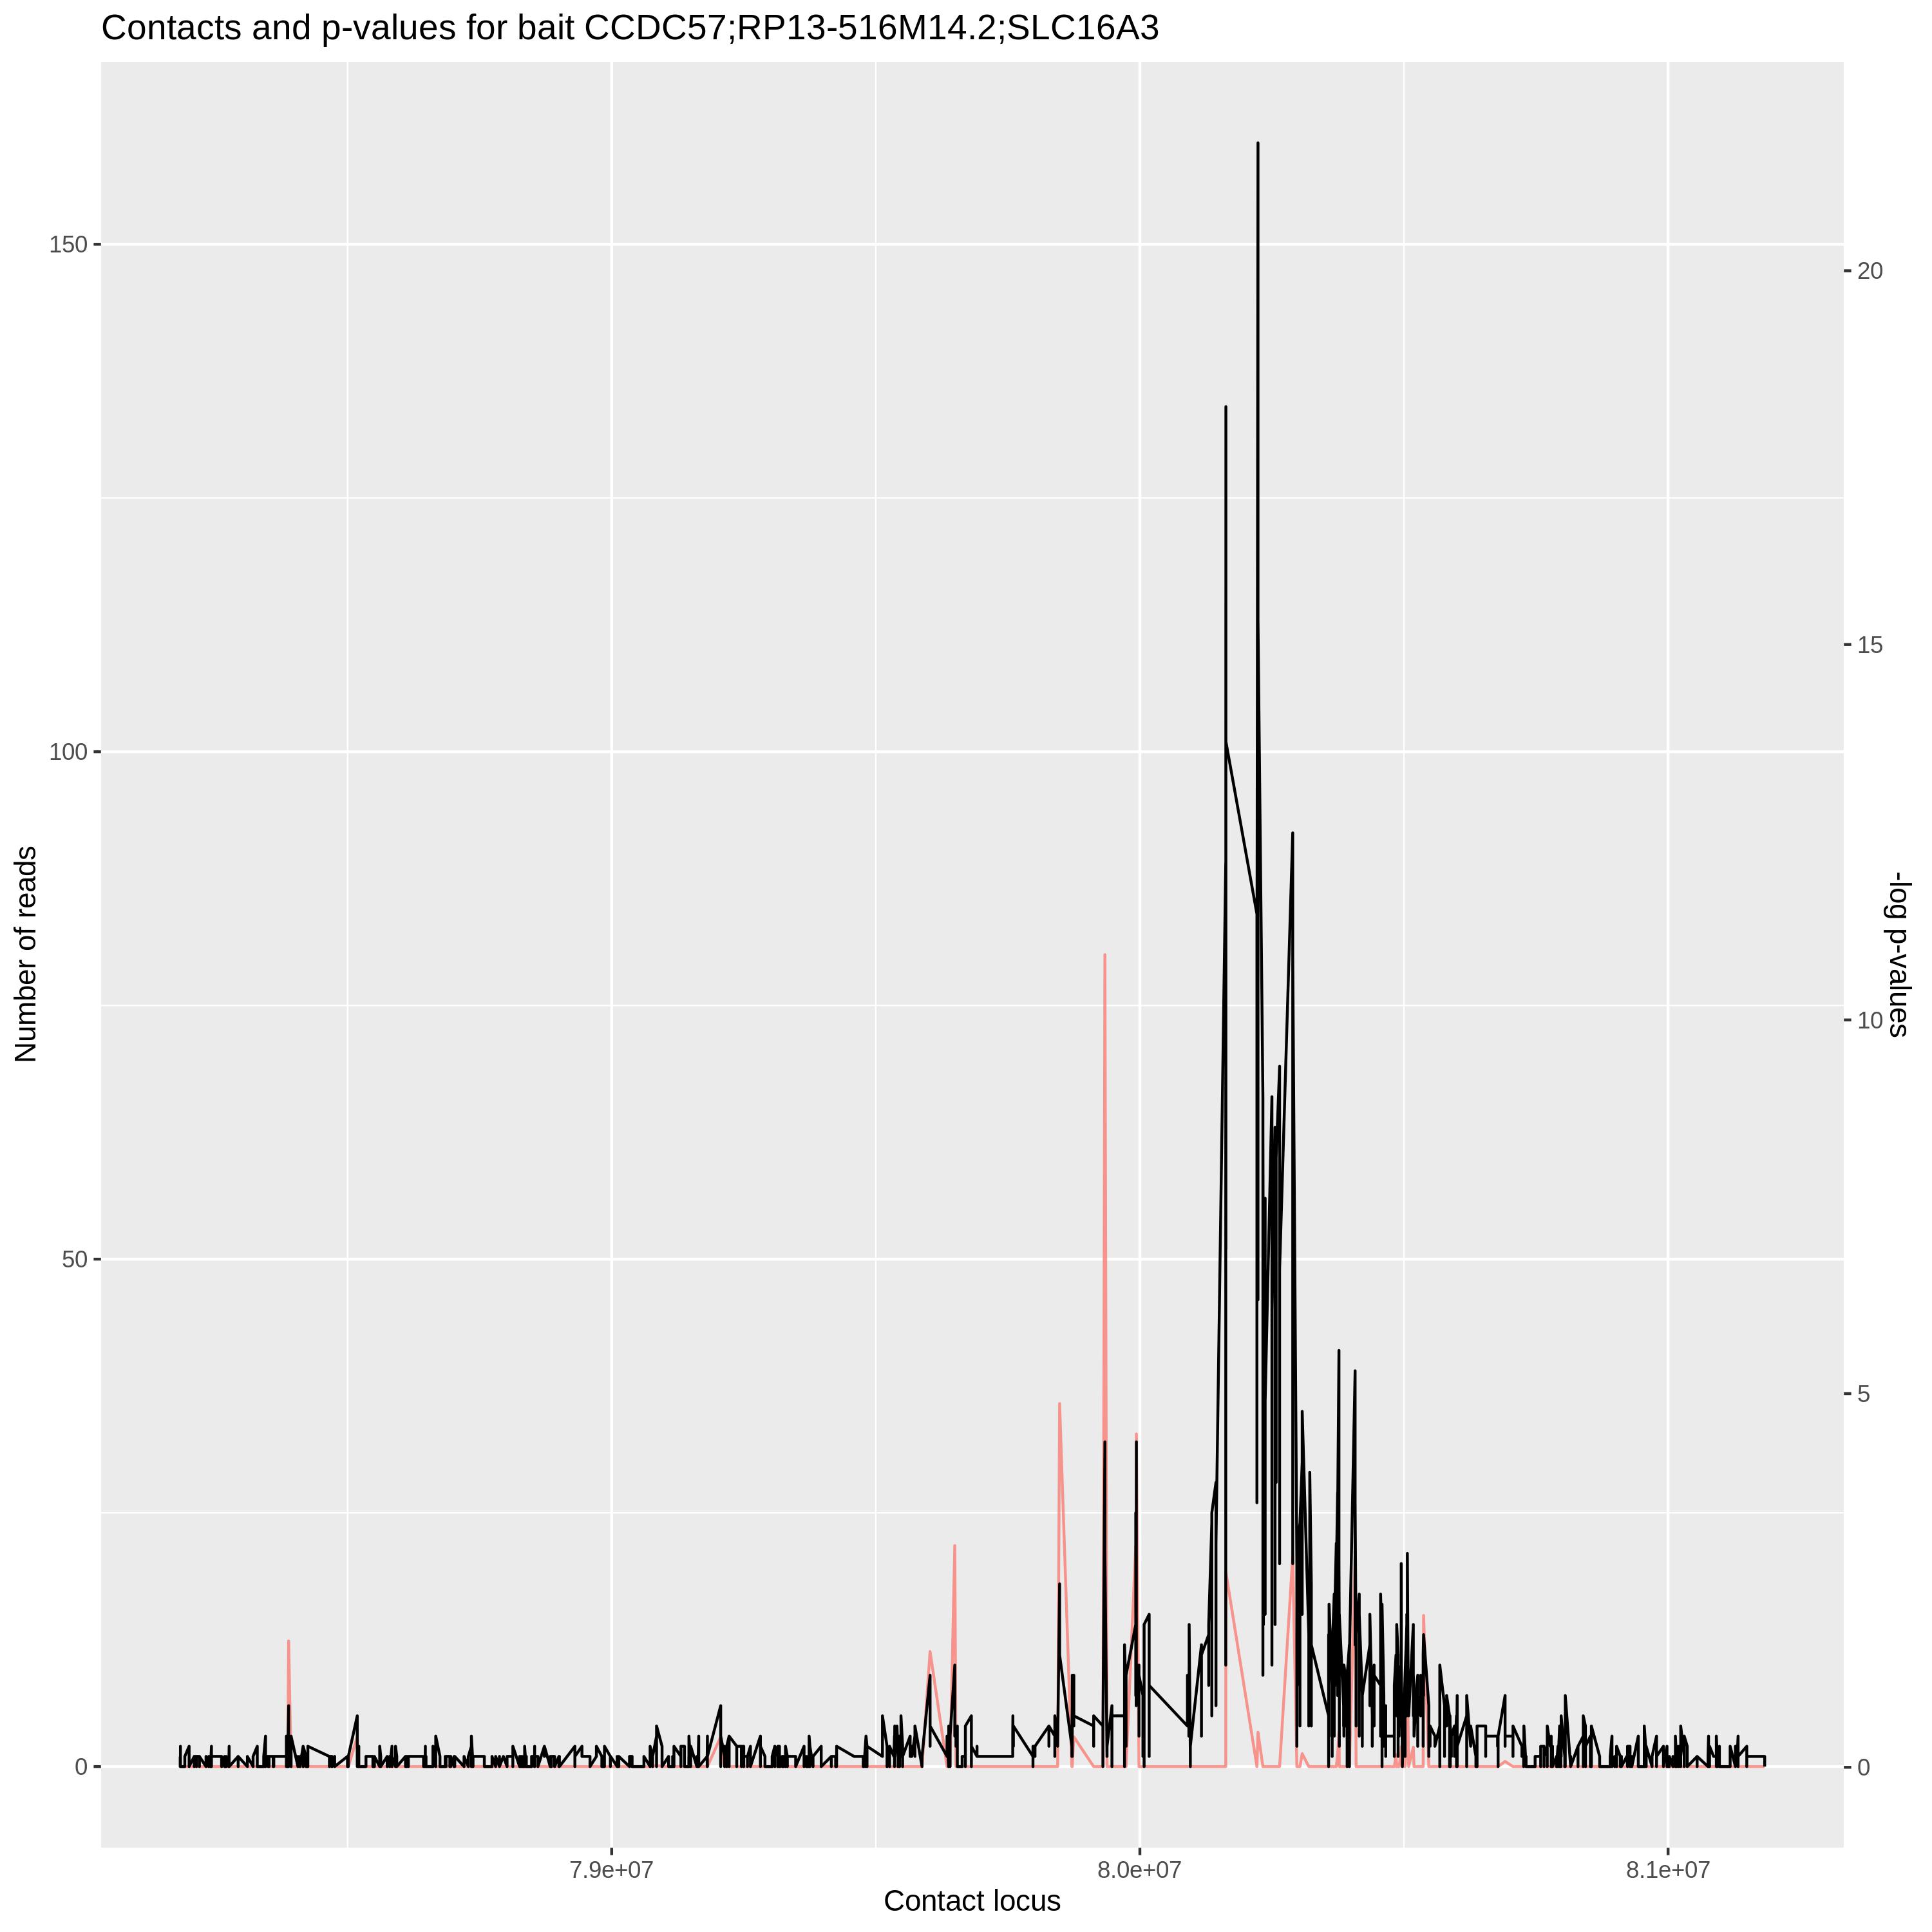 Contacts and p-values for bait CCDC57;RP13-516M14.2;SLC16A3
Number of reads
150
100
50
0
20
15
10
5
0
-log p-values
7.9e+07
8.0e+07
8.1e+07
Contact locus